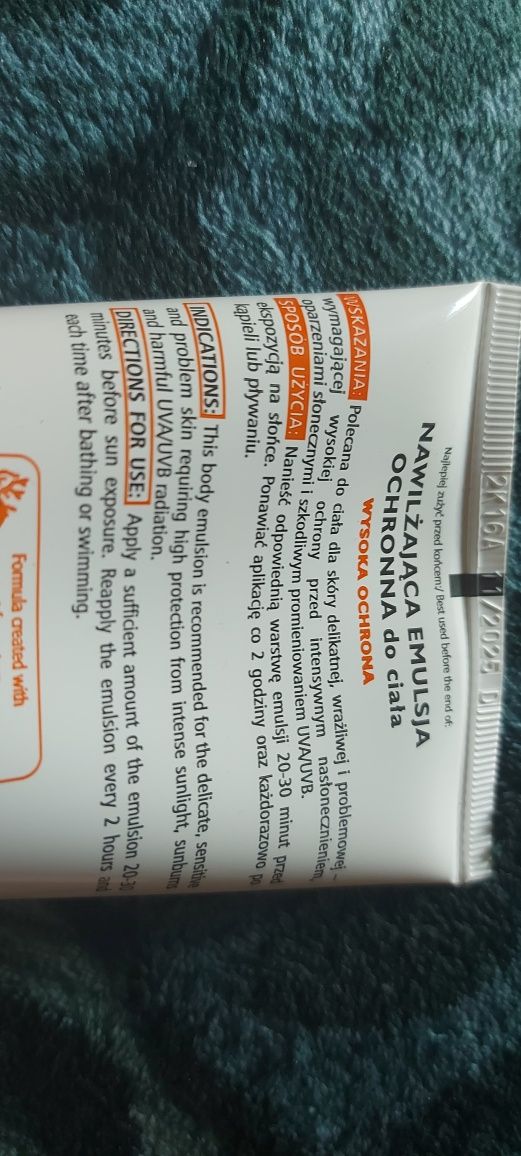 2K16A 11/2025 D
Najlepiej zużyć przed końcem:/ Best used before the end of:
NAWILŻAJĄCA EMULSJA
OCHRONNA do ciała
WYSOKA OCHRONA
WSKAZANIA: Polecana do ciała dla skóry delikatnej, wrażliwej i problemowej –
wymagającej wysokiej ochrony przed intensywnym nasłonecznieniem,
oparzeniami słonecznymi i szkodliwym promieniowaniem UVA/UVB.
SPOSÓB UŻYCIA: Nanieść odpowiednią warstwę emulsji 20-30 minut przed
ekspozycją na słońce. Ponawiać aplikację co 2 godziny oraz każdorazowo po
kąpieli lub pływaniu.
INDICATIONS: This body emulsion is recommended for the delicate, sensitive
and problem skin requiring high protection from intense sunlight, sunburns
and harmful UVA/UVB radiation.
DIRECTIONS FOR USE: Apply a sufficient amount of the emulsion 20-30
minutes before sun exposure. Reapply the emulsion every 2 hours and
each time after bathing or swimming.
Formula created with